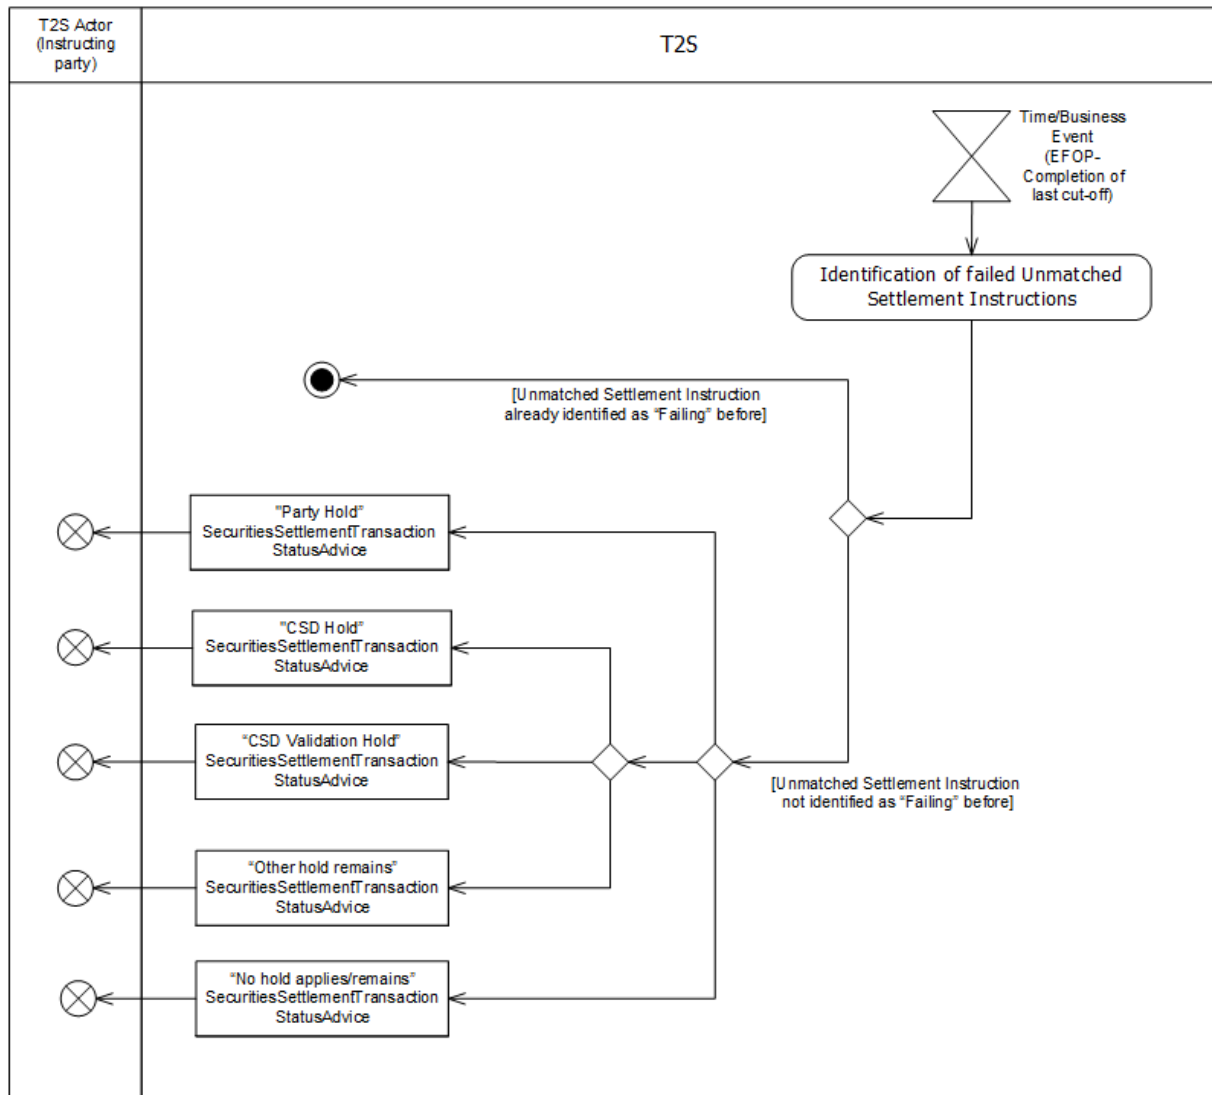 T2S Actor
(Instructing
party)
T2S
Time/Business
Event
(EFOP-
Completion of
last cut-off)
Identification of failed Unmatched
Settlement Instructions
[Unmatched Settlement Instruction
already identified as “Failing” before]
"Party Hold”
SecuritiesSettlementTransaction
StatusAdvice
"CSD Hold”
SecuritiesSettlementTransaction
StatusAdvice
“CSD Validation Hold”
SecuritiesSettlementTransaction
StatusAdvice
[Unmatched Settlement Instruction
not identified as “Failing” before]
“Other hold remains”
SecuritiesSettlementTransaction
StatusAdvice
“No hold applies/remains”
SecuritiesSettlementTransaction
StatusAdvice